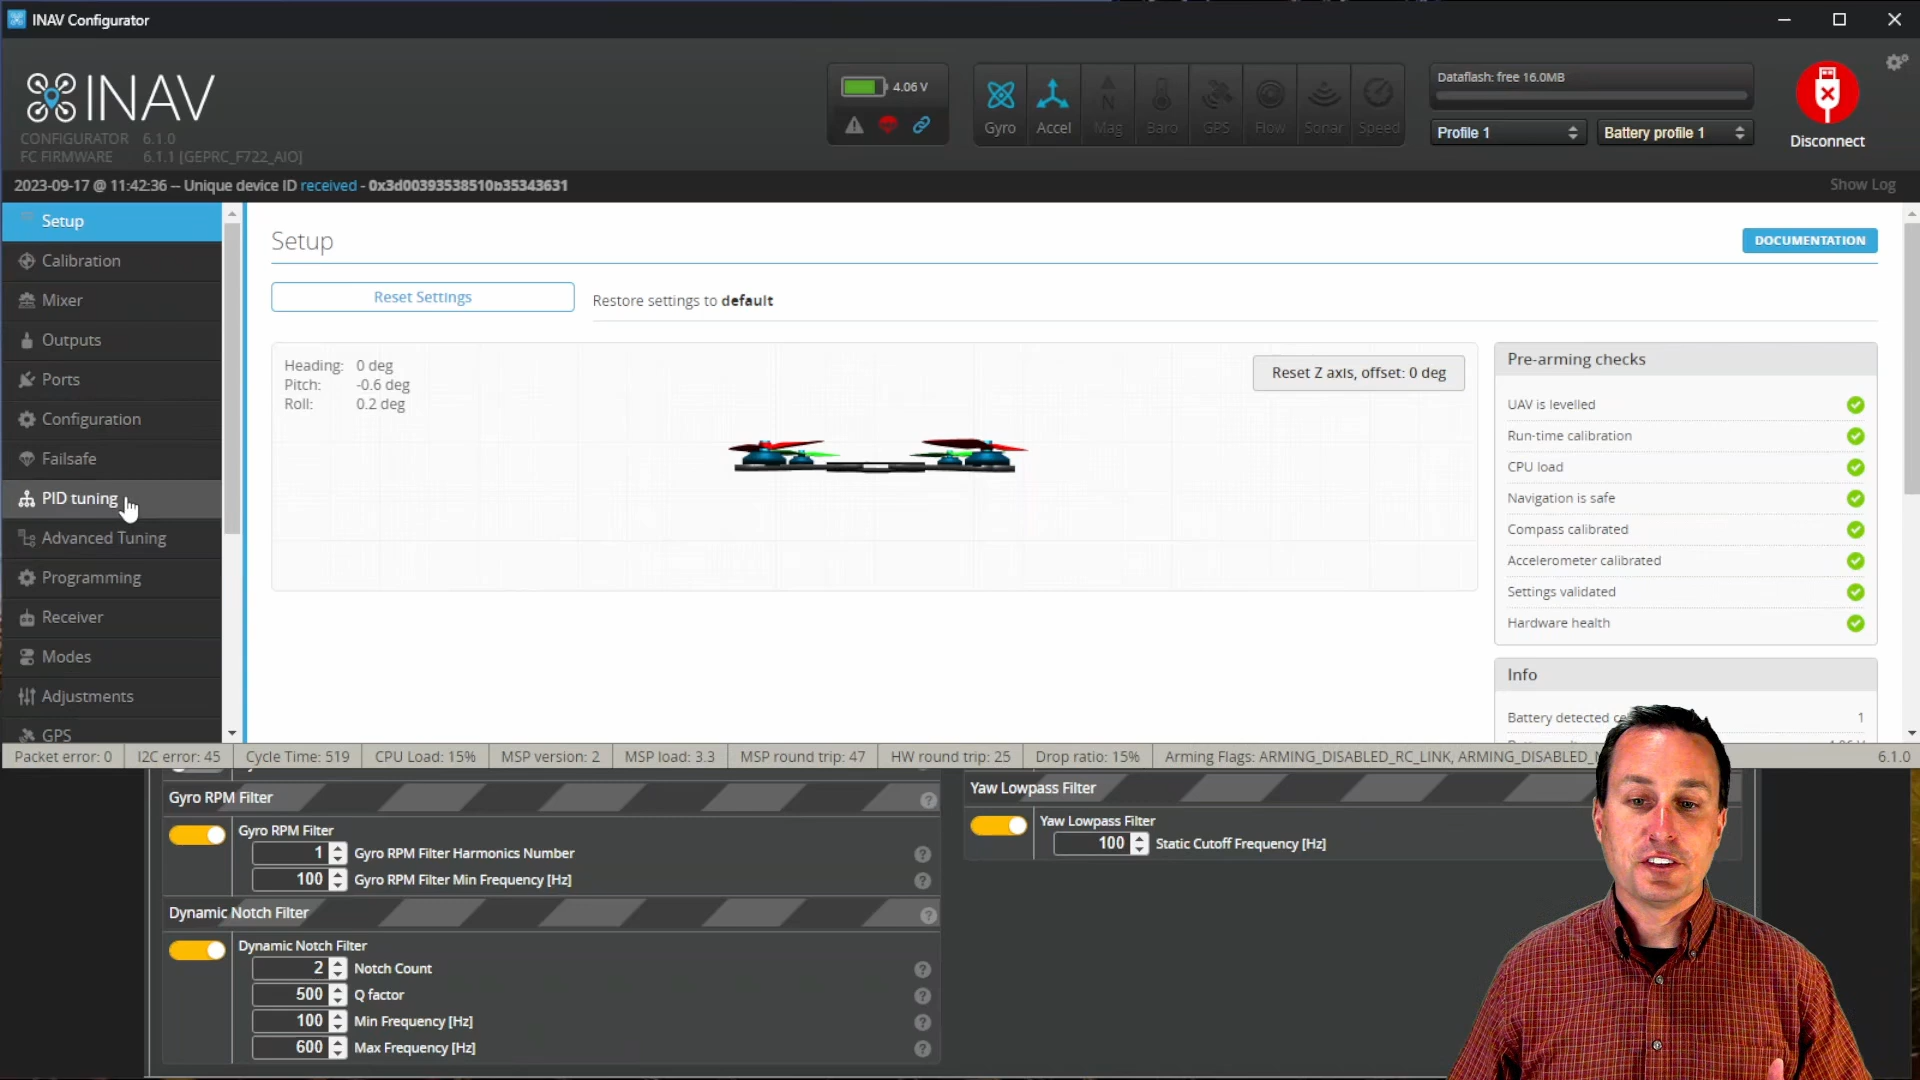 INAV Configurator
INAV
CONFIGURATOR 6.1.0
FC FIRMWARE 6.1.1 [GEPRC_F722_AIO]
4.06 V
Gyro
Accel
Mag
Baro
GPS
Flow
Sonar
Speed
Dataflash: free 16.0MB
Profile 1
Battery profile 1
Disconnect
2023-09-17 @ 11:42:36 -- Unique device ID received - 0x3d00393538510b35343631
Show Log
Setup
Calibration
Mixer
Outputs
Ports
Configuration
Failsafe
PID tuning
Advanced Tuning
Programming
Receiver
Modes
Adjustments
GPS
Setup
DOCUMENTATION
Reset Settings
Restore settings to default
Heading: 0 deg
Pitch: -0.6 deg
Roll: 0.2 deg
Reset Z axis, offset: 0 deg
Pre-arming checks
UAV is levelled
Run-time calibration
CPU load
Navigation is safe
Compass calibrated
Accelerometer calibrated
Settings validated
Hardware health
Info
Battery detected ce
1
Packet error: 0
I2C error: 45
Cycle Time: 519
CPU Load: 15%
MSP version: 2
MSP load: 3.3
MSP round trip: 47
HW round trip: 25
Drop ratio: 15%
Arming Flags: ARMING_DISABLED_RC_LINK, ARMING_DISABLED_
6.1.0
Gyro RPM Filter
Gyro RPM Filter
1 Gyro RPM Filter Harmonics Number
100 Gyro RPM Filter Min Frequency [Hz]
Dynamic Notch Filter
Dynamic Notch Filter
2 Notch Count
500 Q factor
100 Min Frequency [Hz]
600 Max Frequency [Hz]
Yaw Lowpass Filter
Yaw Lowpass Filter
100 Static Cutoff Frequency [Hz]